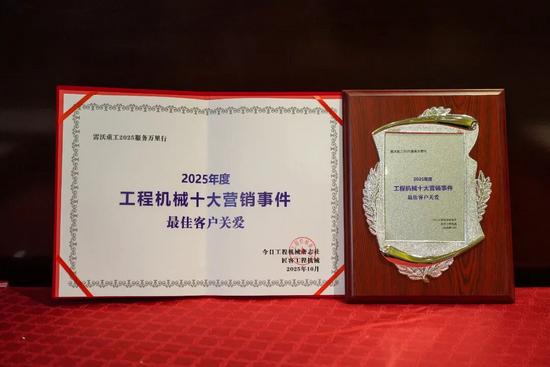 雷沃重工2025服务万里行
2025年度
工程机械十大营销事件
最佳客户关爱
今日工程机械杂志社
匠客工程机械
2025年10月
2025年度
工程机械十大营销事件
最佳客户关爱